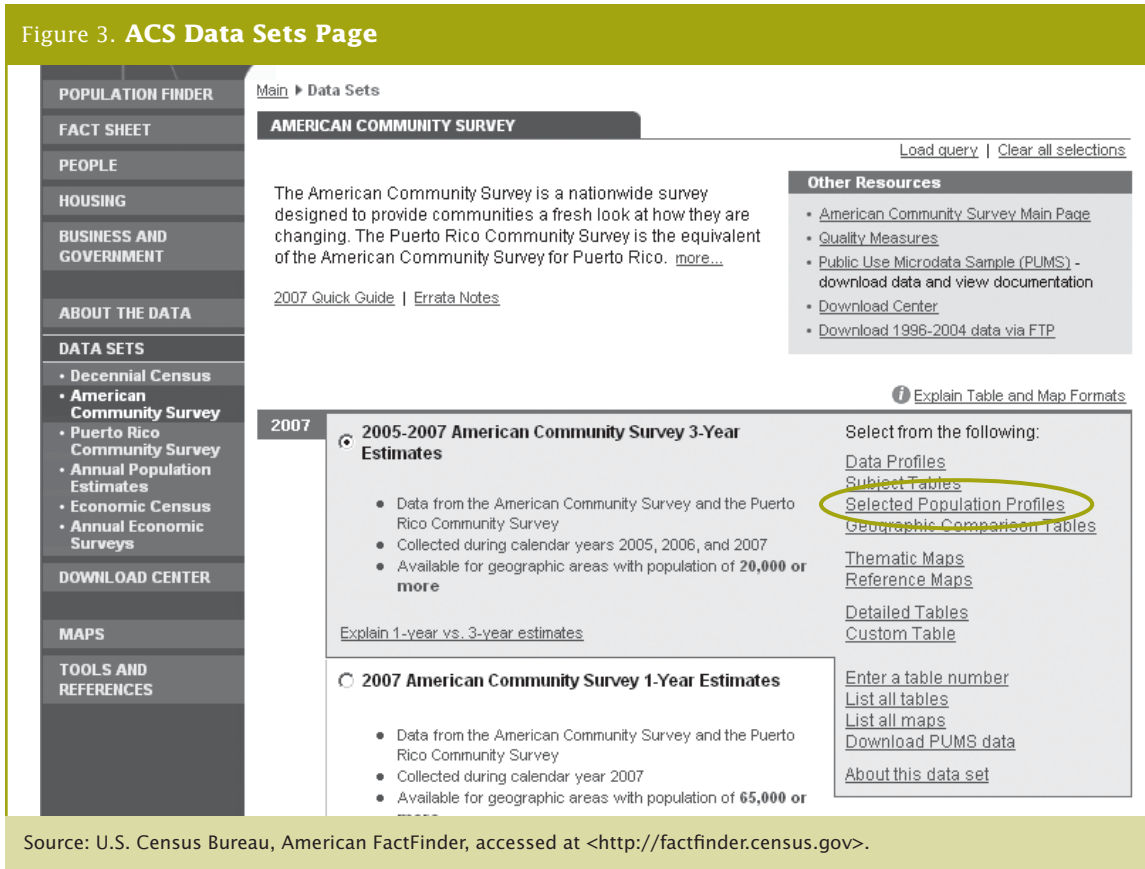 Figure 3. ACS Data Sets Page
POPULATION FINDER
FACT SHEET
PEOPLE
HOUSING
BUSINESS AND
GOVERNMENT
ABOUT THE DATA
DATA SETS
• Decennial Census
• American
Community Survey
• Puerto Rico
Community Survey
• Annual Population
Estimates
• Economic Census
• Annual Economic
Surveys
DOWNLOAD CENTER
MAPS
TOOLS AND
REFERENCES
Main ▶ Data Sets
AMERICAN COMMUNITY SURVEY
Load query | Clear all selections
The American Community Survey is a nationwide survey
designed to provide communities a fresh look at how they are
changing. The Puerto Rico Community Survey is the equivalent
of the American Community Survey for Puerto Rico. more...
2007 Quick Guide | Errata Notes
Other Resources
• American Community Survey Main Page
• Quality Measures
• Public Use Microdata Sample (PUMS) -
download data and view documentation
• Download Center
• Download 1996-2004 data via FTP
Explain Table and Map Formats
2007
2005-2007 American Community Survey 3-Year
Estimates
• Data from the American Community Survey and the Puerto
Rico Community Survey
• Collected during calendar years 2005, 2006, and 2007
• Available for geographic areas with population of 20,000 or
more
Explain 1-year vs. 3-year estimates
2007 American Community Survey 1-Year Estimates
• Data from the American Community Survey and the Puerto
Rico Community Survey
• Collected during calendar year 2007
• Available for geographic areas with population of 65,000 or
Select from the following:
Data Profiles
Subject Tables
Selected Population Profiles
Geographic Comparison Tables
Thematic Maps
Reference Maps
Detailed Tables
Custom Table
Enter a table number
List all tables
List all maps
Download PUMS data
About this data set
Source: U.S. Census Bureau, American FactFinder, accessed at <http://factfinder.census.gov>.